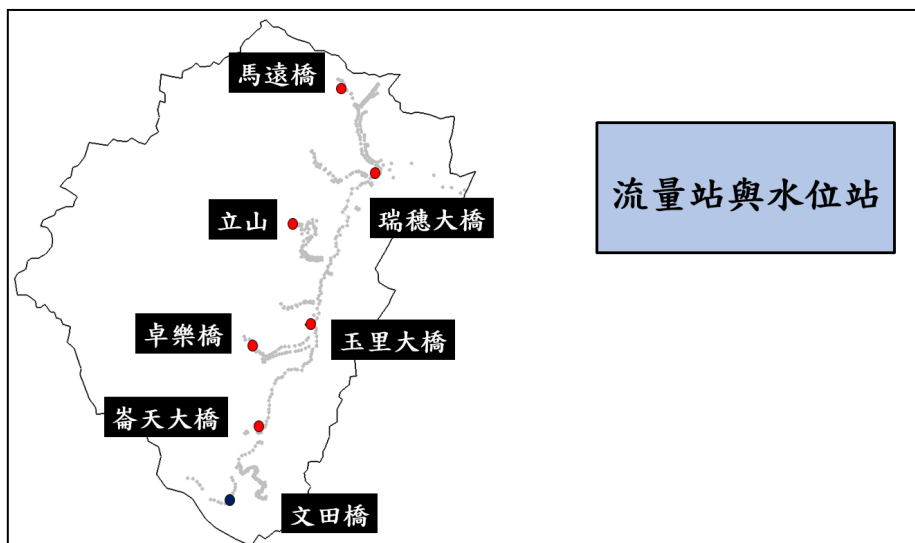 馬遠橋
流量站與水位站
瑞穗大橋
立山
卓樂橋
玉里大橋
崙天大橋
文田橋